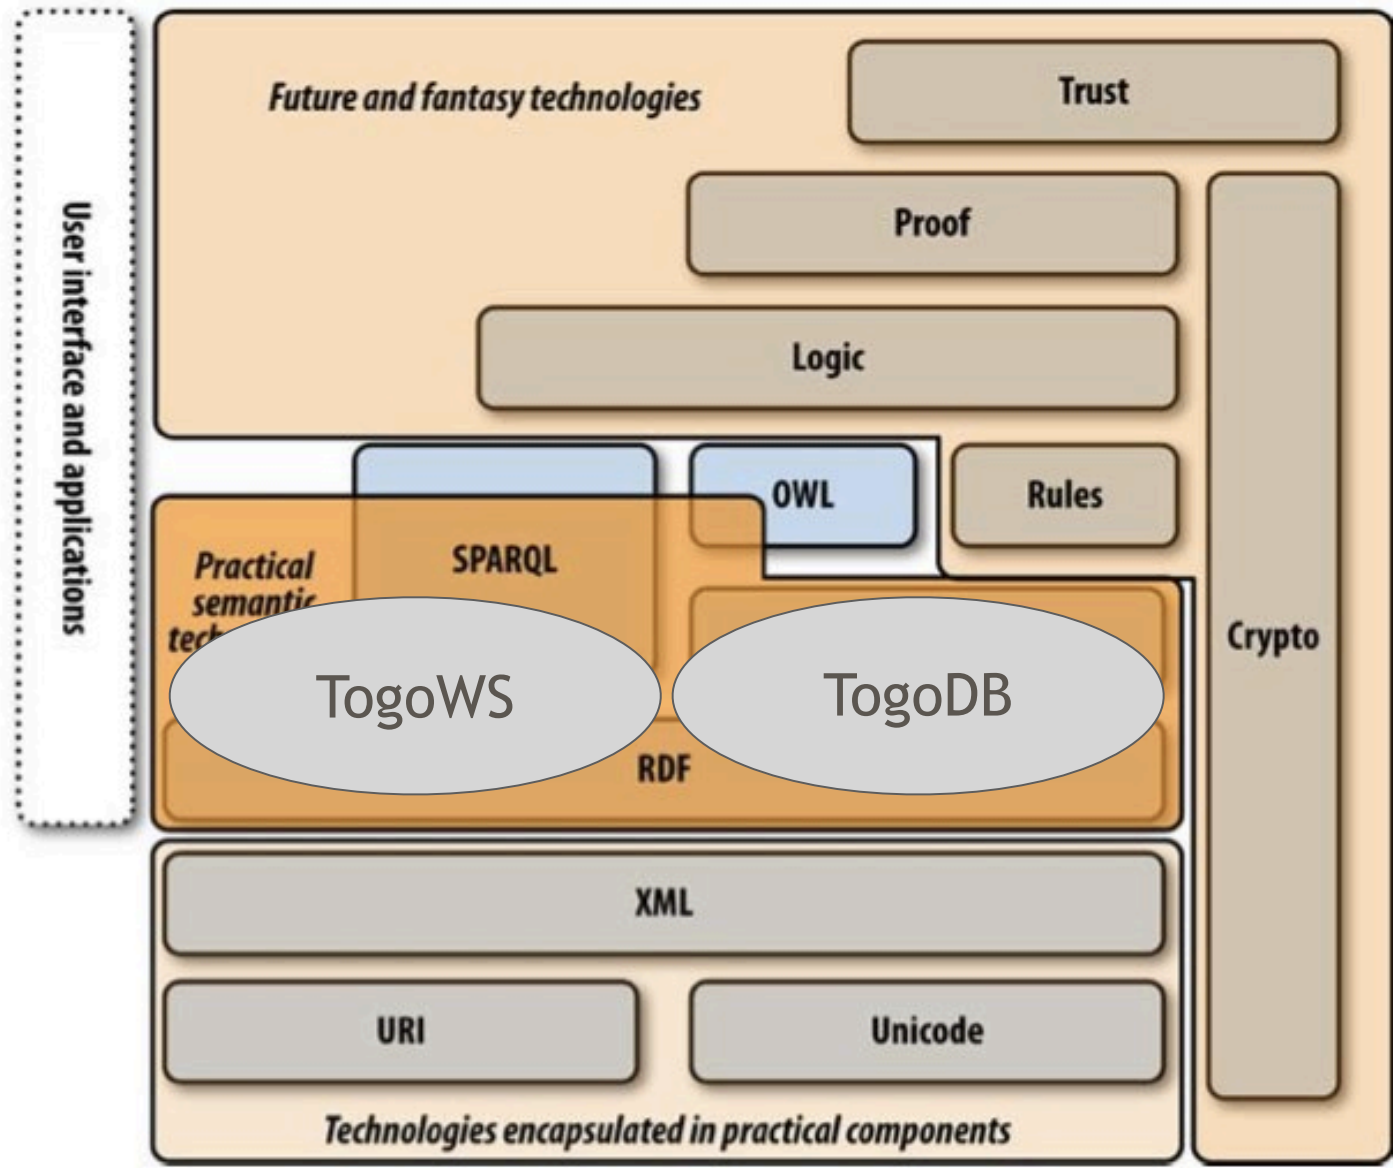 User interface and applications
Future and fantasy technologies
Trust
Proof
Logic
OWL
Rules
Crypto
Practical
semantic
SPARQL
TogoWS
TogoDB
RDF
XML
URI
Unicode
Technologies encapsulated in practical components